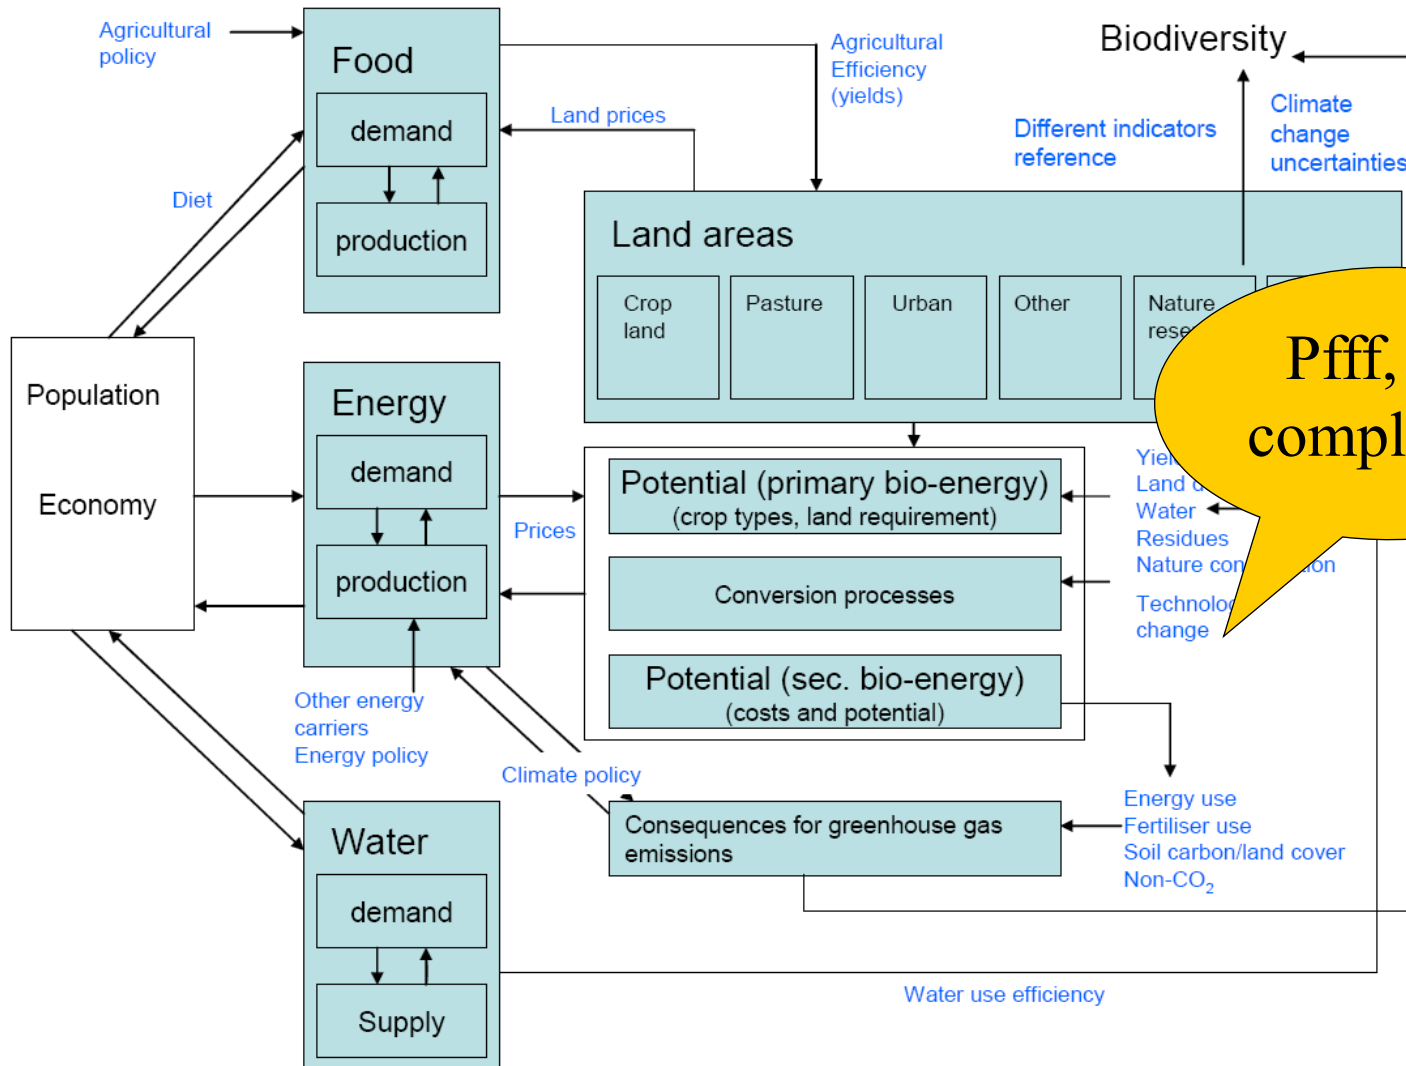 Agricultural
policy
Food
demand
production
Diet
Land prices
Agricultural
Efficiency
(yields)
Biodiversity
Different indicators
reference
Climate
change
uncertainties
Land areas
Crop
land
Pasture
Urban
Other
Nature
Pfff,
Population
Economy
Energy
demand
production
Prices
Other energy
carriers
Energy policy
Potential (primary bio-energy)
(crop types, land requirement)
Conversion processes
Potential (sec. bio-energy)
(costs and potential)
Land
Water
Residues
Nature
change
Climate policy
Consequences for greenhouse gas
emissions
Energy use
Fertiliser use
Soil carbon/land cover
Non-CO₂
Water
demand
Supply
Water use efficiency